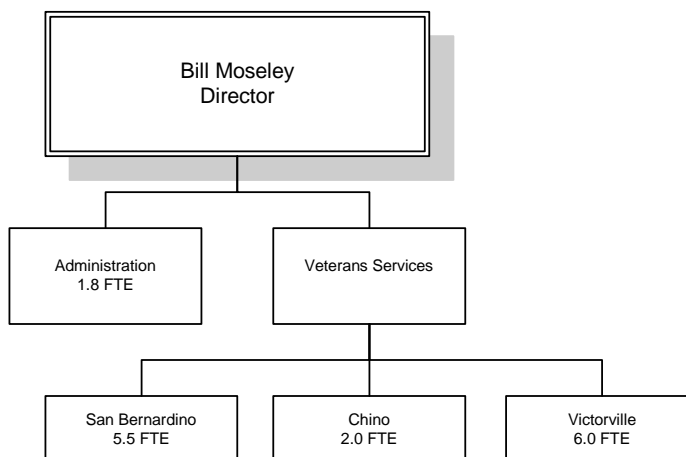 Bill Moseley
Director
Administration
1.8 FTE
Veterans Services
San Bernardino
5.5 FTE
Chino
2.0 FTE
Victorville
6.0 FTE